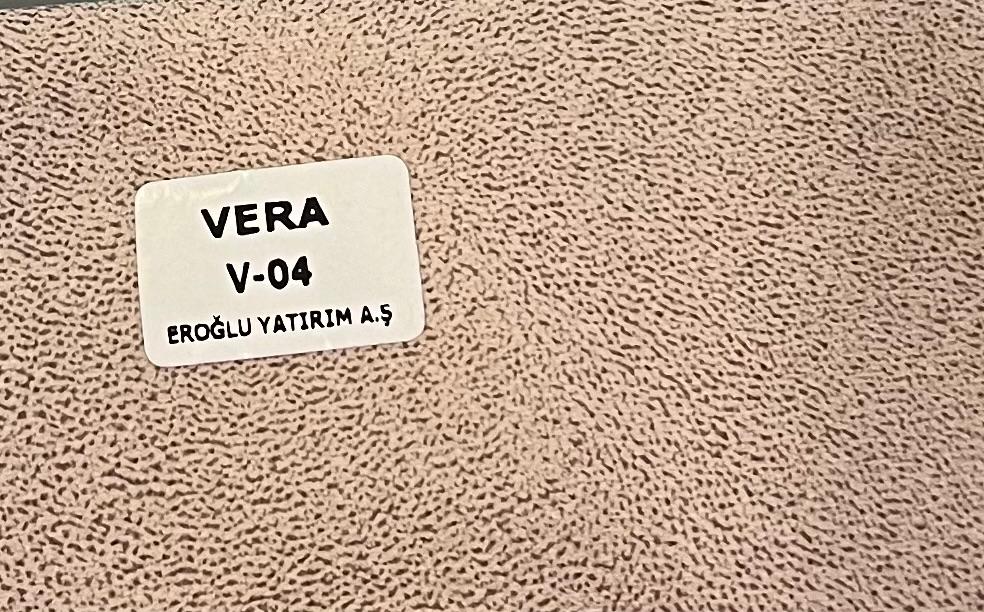 VERA
V-04
EROĞLU YATIRIM A.Ş